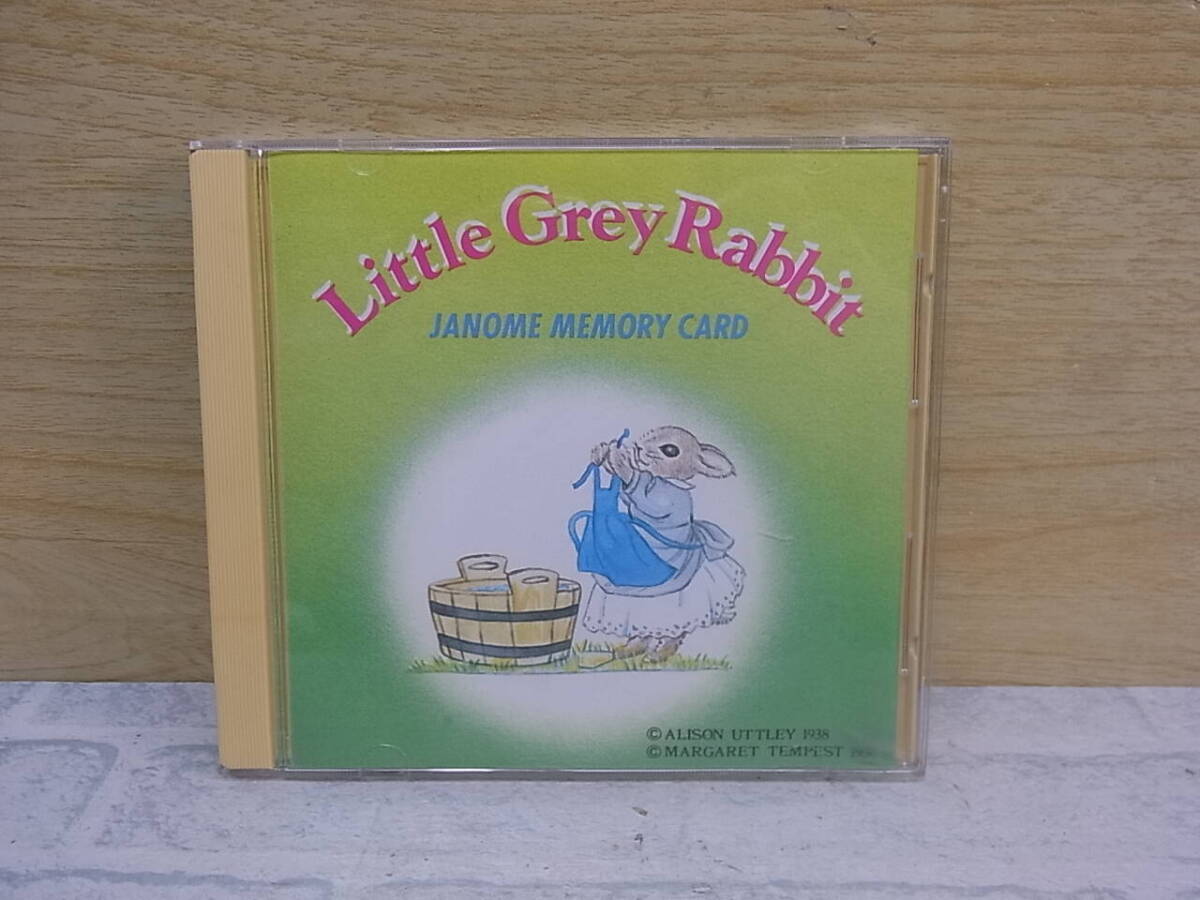 Little Grey Rabbit
JANOME MEMORY CARD
© ALISON UTTLEY 1938
© MARGARET TEMPEST